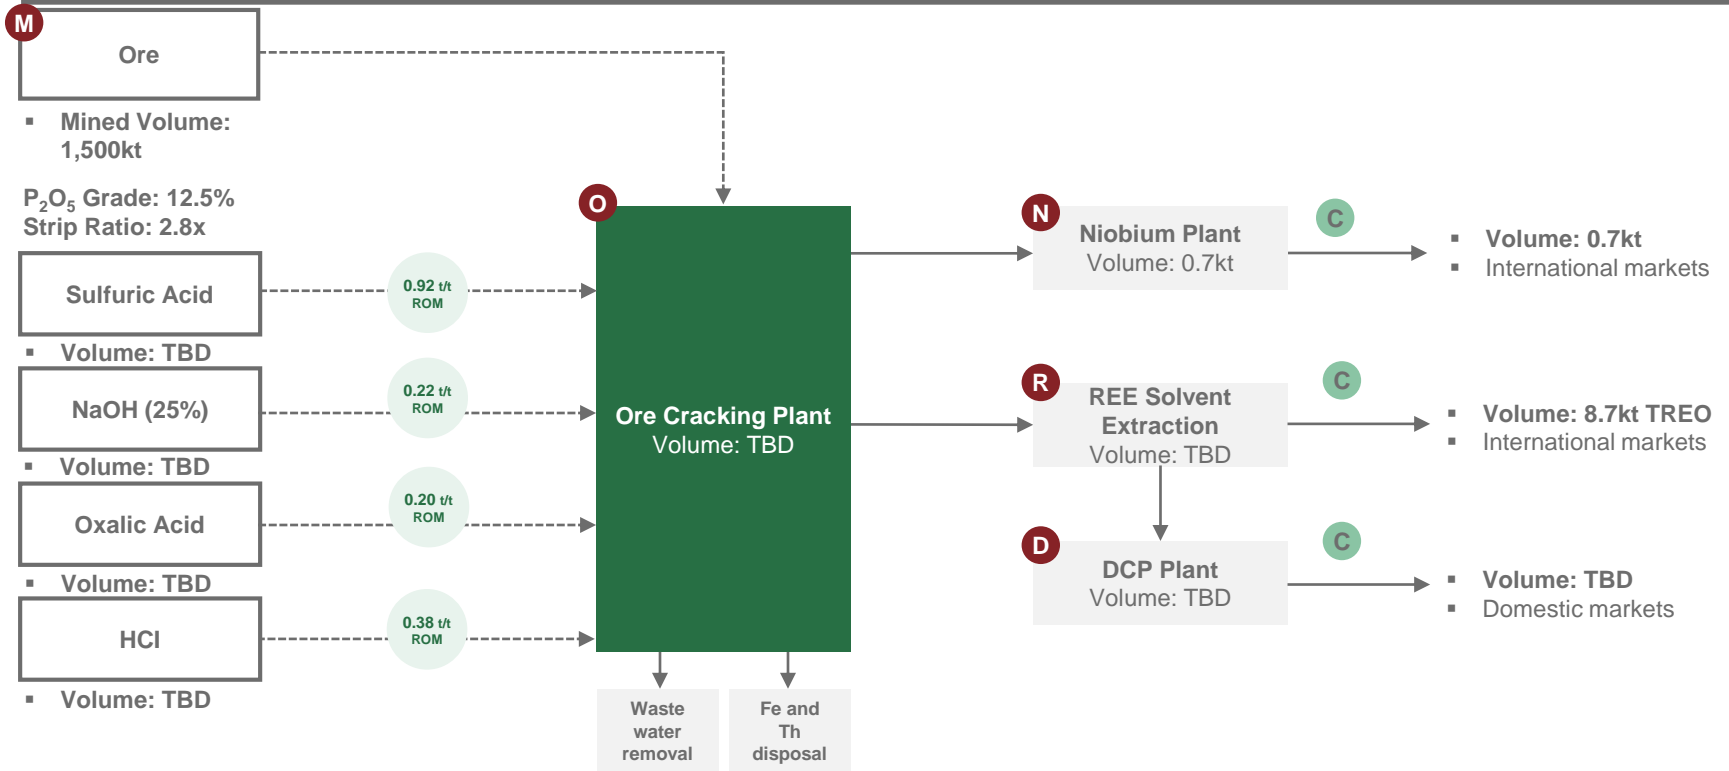 M
Ore
▪ Mined Volume:
1,500kt
P₂O₅ Grade: 12.5%
Strip Ratio: 2.8x
Sulfuric Acid
▪ Volume: TBD
NaOH (25%)
▪ Volume: TBD
Oxalic Acid
▪ Volume: TBD
HCl
▪ Volume: TBD
0.92 t/t
ROM
0.22 t/t
ROM
0.20 t/t
ROM
0.38 t/t
ROM
O
Ore Cracking Plant
Volume: TBD
Waste
water
removal
Fe and
Th
disposal
N
Niobium Plant
Volume: 0.7kt
C
▪ Volume: 0.7kt
▪ International markets
R
REE Solvent
Extraction
Volume: TBD
C
▪ Volume: 8.7kt TREO
▪ International markets
D
DCP Plant
Volume: TBD
C
▪ Volume: TBD
▪ Domestic markets